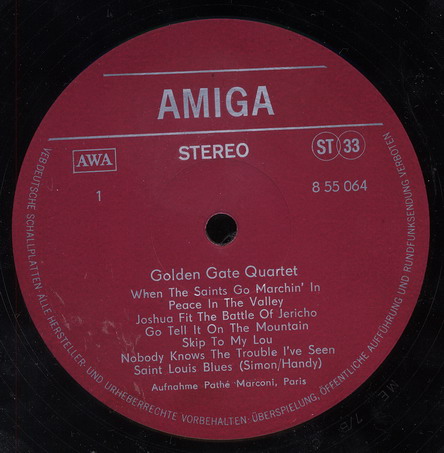 AMIGA
AWA
STEREO
ST 33
1
8 55 064
Golden Gate Quartet
When The Saints Go Marchin' In
Peace In The Valley
Joshua Fit The Battle Of Jericho
Go Tell It On The Mountain
Skip To My Lou
Nobody Knows The Trouble I've Seen
Saint Louis Blues (Simon/Handy)
Aufnahme Pathé Marconi, Paris
VEB DEUTSCHE SCHALLPLATTEN · ALLE HERSTELLER- UND URHEBERRECHTE VORBEHALTEN · ÜBERSPIELUNG, ÖFFENTLICHE AUFFÜHRUNG UND RUNDFUNKSENDUNG VERBOTEN